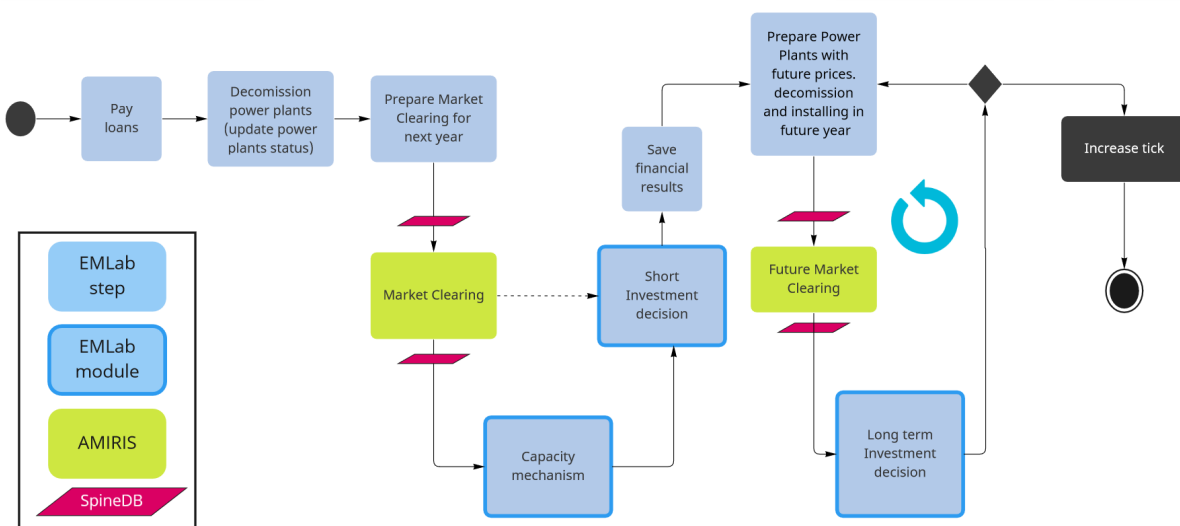 Pay
loans
Decomission
power plants
(update power
plants status)
Prepare Market
Clearing for
next year
Market Clearing
Capacity
mechanism
Short
Investment
decision
Save
financial
results
Prepare Power
Plants with
future prices.
decomission
and installing in
future year
Future Market
Clearing
Long term
Investment
decision
Increase tick
EMLab
step
EMLab
module
AMIRIS
SpineDB